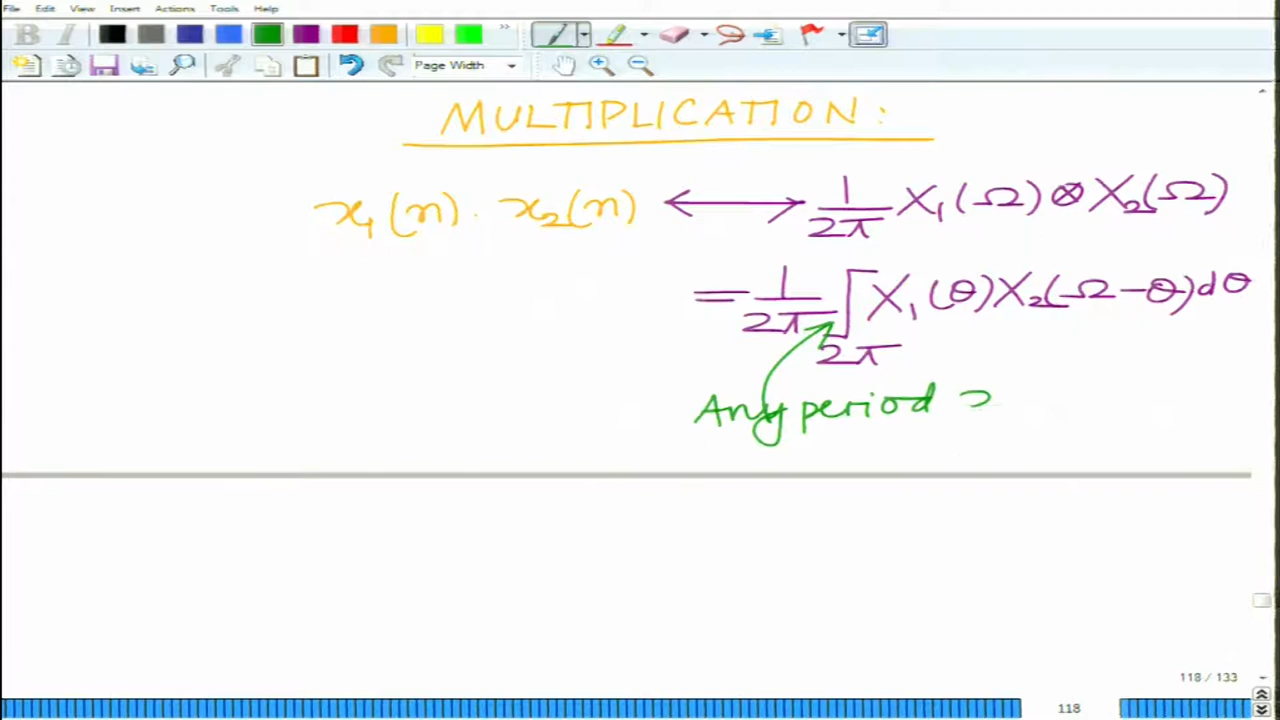 File Edit View Insert Actions Tools Help
B I
Page Width
MULTIPLICATION:
x₁(n) · x₂(n) ⟷ 1/2π X₁(Ω) ⊛ X₂(Ω)
= 1/2π ∫2π X₁(θ) X₂(Ω-θ) dθ
Any period
118 / 133
118